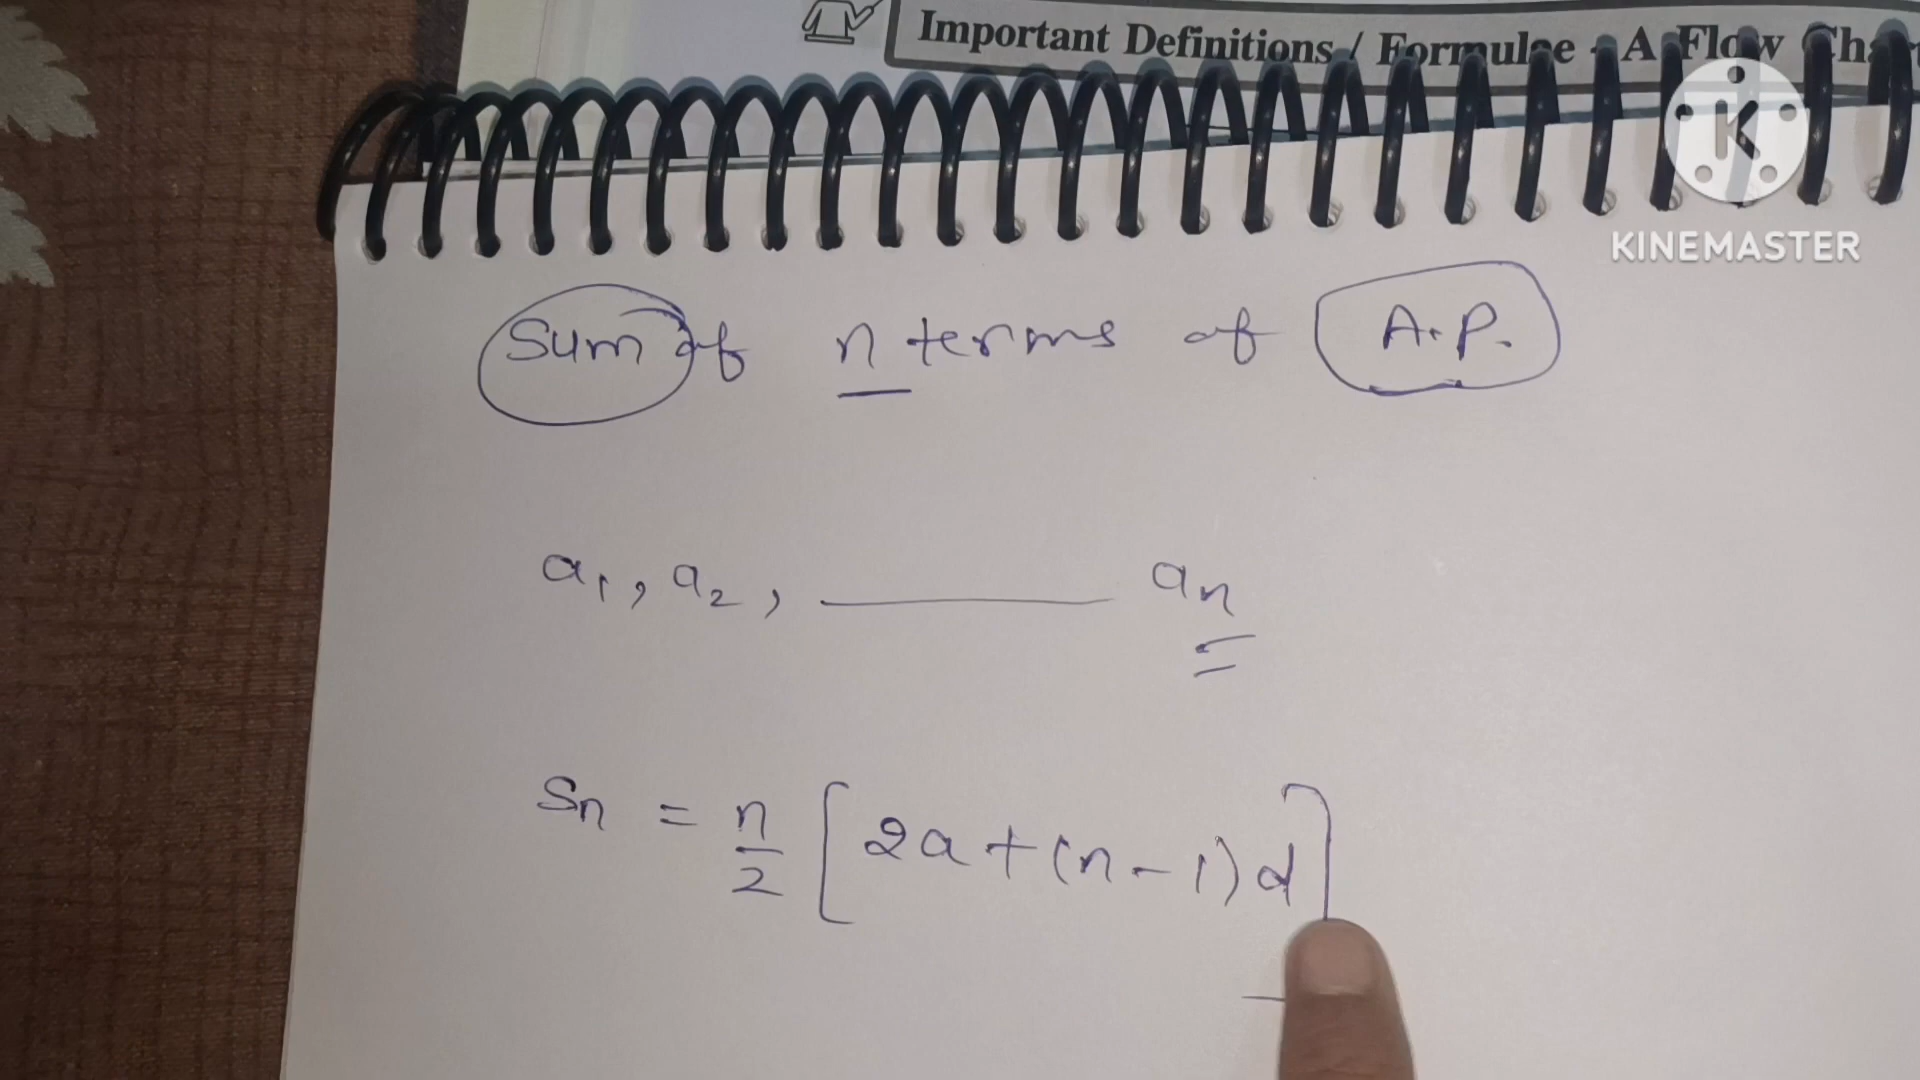 Important Definitions / Formulae - A Flow Cha
K
KINEMASTER
Sum of n terms of A.P.
a₁, a₂, ______ aₙ
Sₙ = n/2 [2a + (n - 1) d]